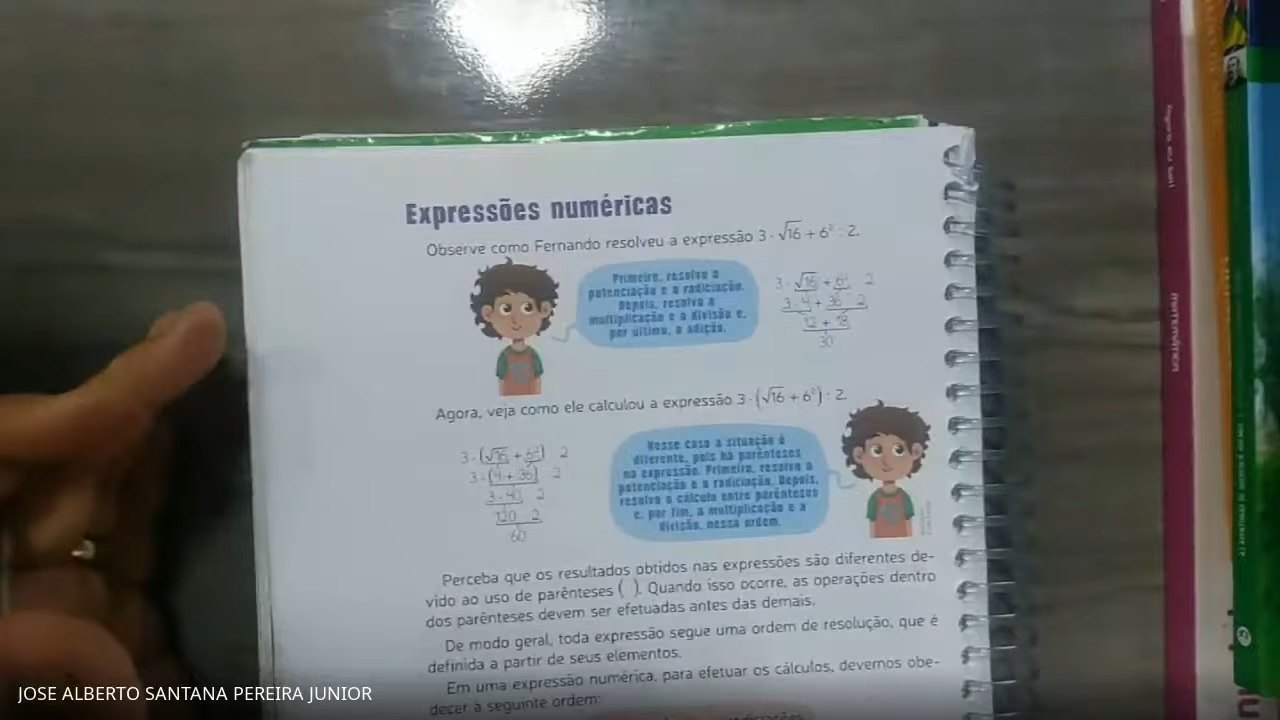 Expressões numéricas
Observe como Fernando resolveu a expressão 3 · √16 + 6² : 2.
Primeiro, resolvo a
potenciação e a radiciação.
Depois, resolvo a
multiplicação e a divisão e,
por último, a adição.
3 · √16 + 6² : 2
3 · 4 + 36 : 2
12 + 18
30
Agora, veja como ele calculou a expressão 3 · (√16 + 6²) : 2.
3 · (√16 + 6²) : 2
3 · (4 + 36) : 2
3 · 40 : 2
120 : 2
60
Nesse caso a situação é
diferente, pois há parênteses
na expressão. Primeiro, resolvo a
potenciação e a radiciação. Depois,
resolvo o cálculo entre parênteses
e, por fim, a multiplicação e a
divisão, nessa ordem.
Perceba que os resultados obtidos nas expressões são diferentes de-
vido ao uso de parênteses ( ). Quando isso ocorre, as operações dentro
dos parênteses devem ser efetuadas antes das demais.
De modo geral, toda expressão segue uma ordem de resolução, que é
definida a partir de seus elementos.
Em uma expressão numérica, para efetuar os cálculos, devemos obe-
decer à seguinte ordem:
JOSE ALBERTO SANTANA PEREIRA JUNIOR